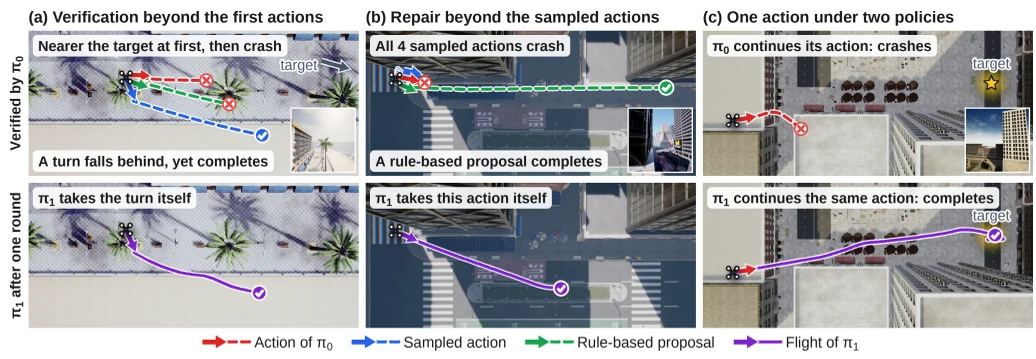 (a) Verification beyond the first actions
(b) Repair beyond the sampled actions
(c) One action under two policies
Verified by π₀
Nearer the target at first, then crash
target
A turn falls behind, yet completes
All 4 sampled actions crash
A rule-based proposal completes
π₀ continues its action: crashes
target
π₁ after one round
π₁ takes the turn itself
π₁ takes this action itself
π₁ continues the same action: completes
target
Action of π₀
Sampled action
Rule-based proposal
Flight of π₁